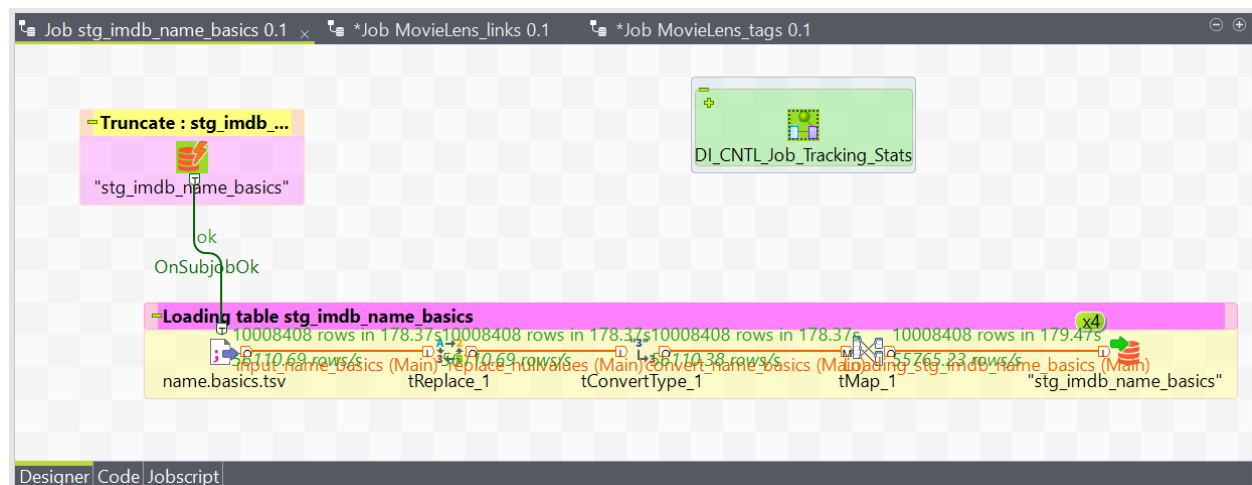 Job stg_imdb_name_basics 0.1
*Job MovieLens_links 0.1
*Job MovieLens_tags 0.1
Truncate : stg_imdb_...
"stg_imdb_name_basics"
DI_CNTL_Job_Tracking_Stats
ok
OnSubjobOk
Loading table stg_imdb_name_basics
x4
10008408 rows in 178.37s 10008408 rows in 178.37s 10008408 rows in 178.37s 10008408 rows in 179.47s
56110.69 rows/s 56110.69 rows/s 56110.38 rows/s 55765.23 rows/s
input_name_basics (Main) replace_nullvalues (Main) convert_name_basics (Main) Loading_stg_imdb_name_basics (Main)
name.basics.tsv tReplace_1 tConvertType_1 tMap_1 "stg_imdb_name_basics"
Designer Code Jobscript